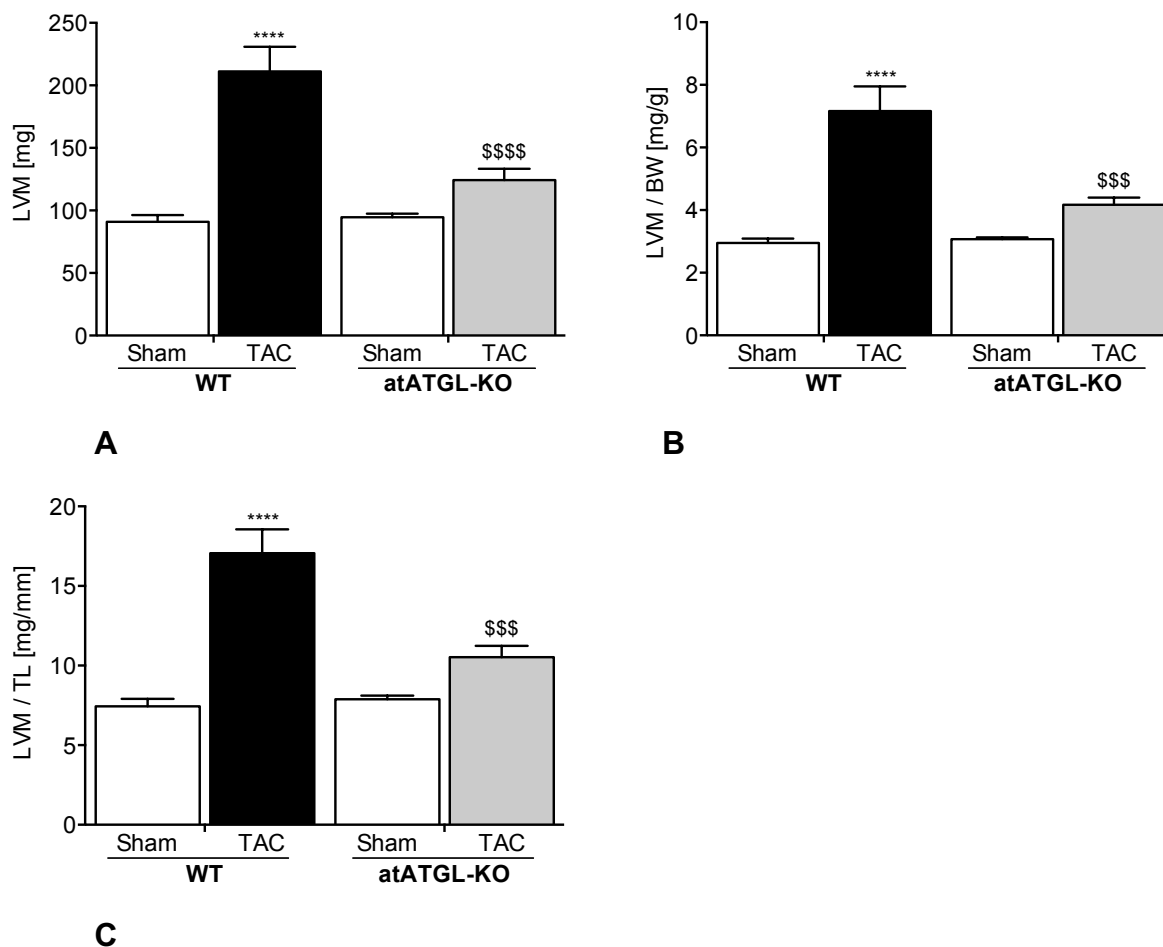 LVM [mg]
250
200
150
100
50
0
****
$$$$
Sham TAC Sham TAC
WT atATGL-KO
A
LVM / BW [mg/g]
10
8
6
4
2
0
****
$$$
Sham TAC Sham TAC
WT atATGL-KO
B
LVM / TL [mg/mm]
20
15
10
5
0
****
$$$
Sham TAC Sham TAC
WT atATGL-KO
C